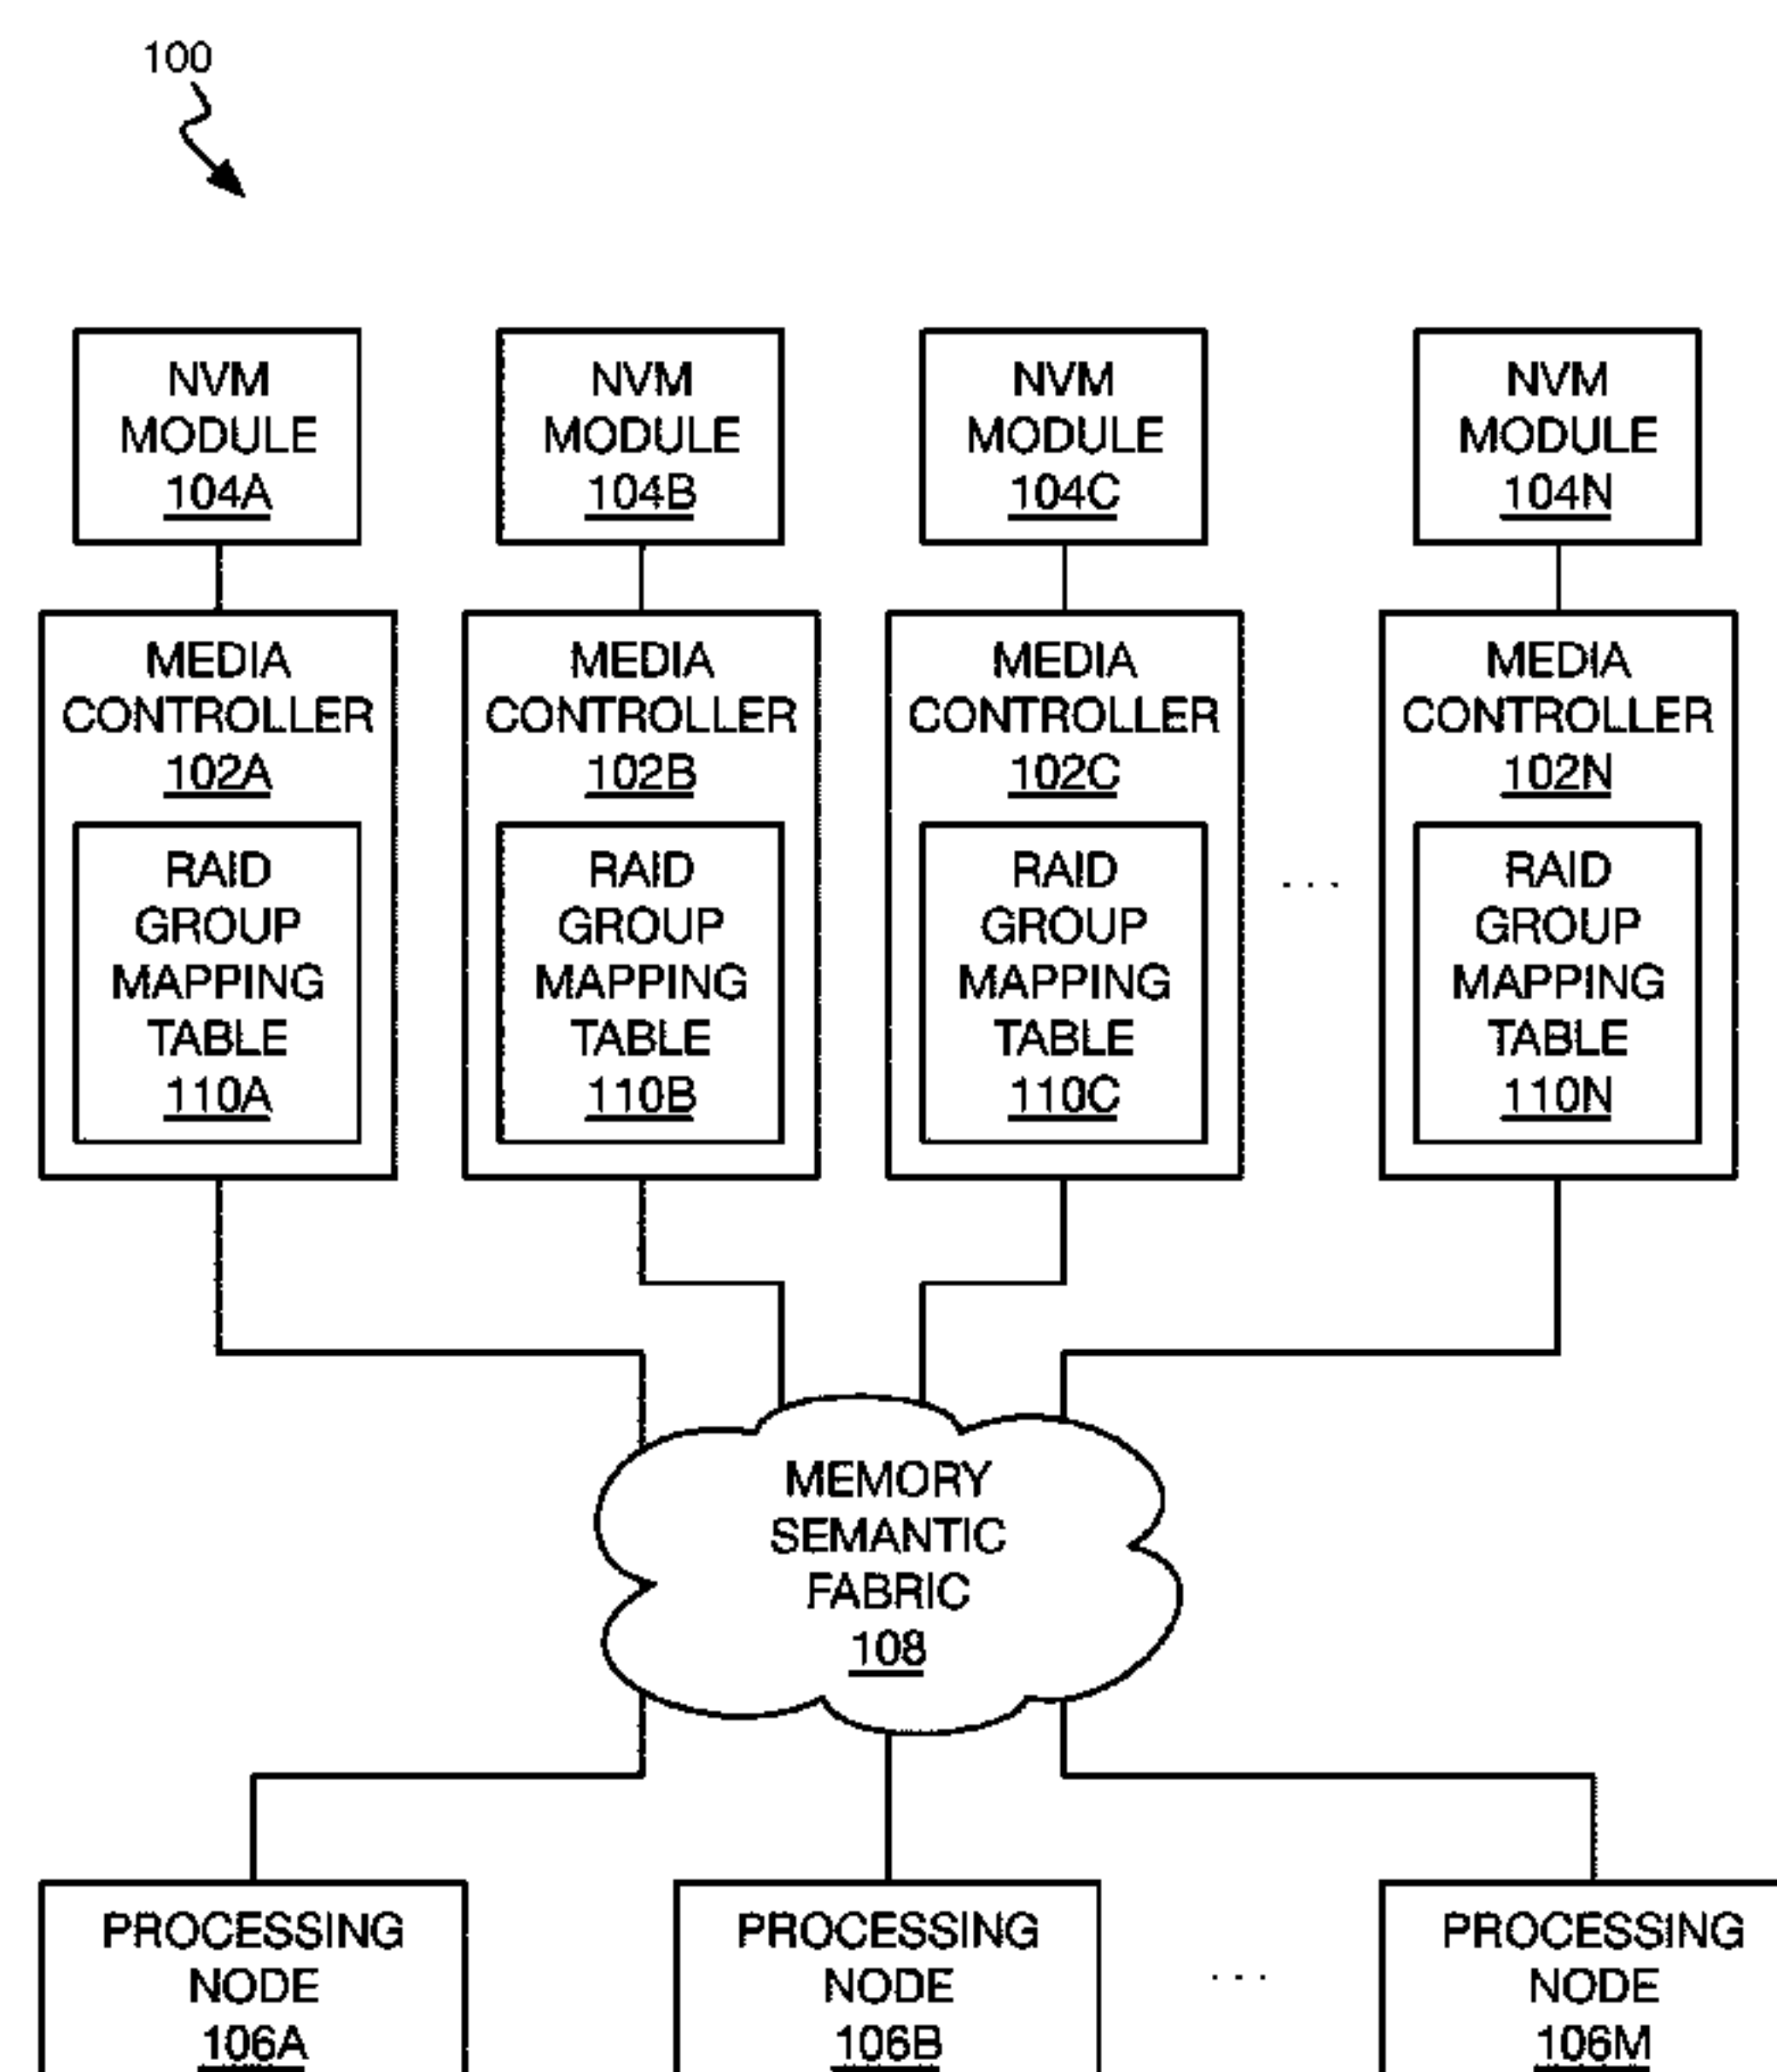 100
NVM
MODULE
104A
NVM
MODULE
104B
NVM
MODULE
104C
NVM
MODULE
104N
MEDIA
CONTROLLER
102A
RAID
GROUP
MAPPING
TABLE
110A
MEDIA
CONTROLLER
102B
RAID
GROUP
MAPPING
TABLE
110B
MEDIA
CONTROLLER
102C
RAID
GROUP
MAPPING
TABLE
110C
. . .
MEDIA
CONTROLLER
102N
RAID
GROUP
MAPPING
TABLE
110N
MEMORY
SEMANTIC
FABRIC
108
PROCESSING
NODE
106A
PROCESSING
NODE
106B
. . .
PROCESSING
NODE
106M